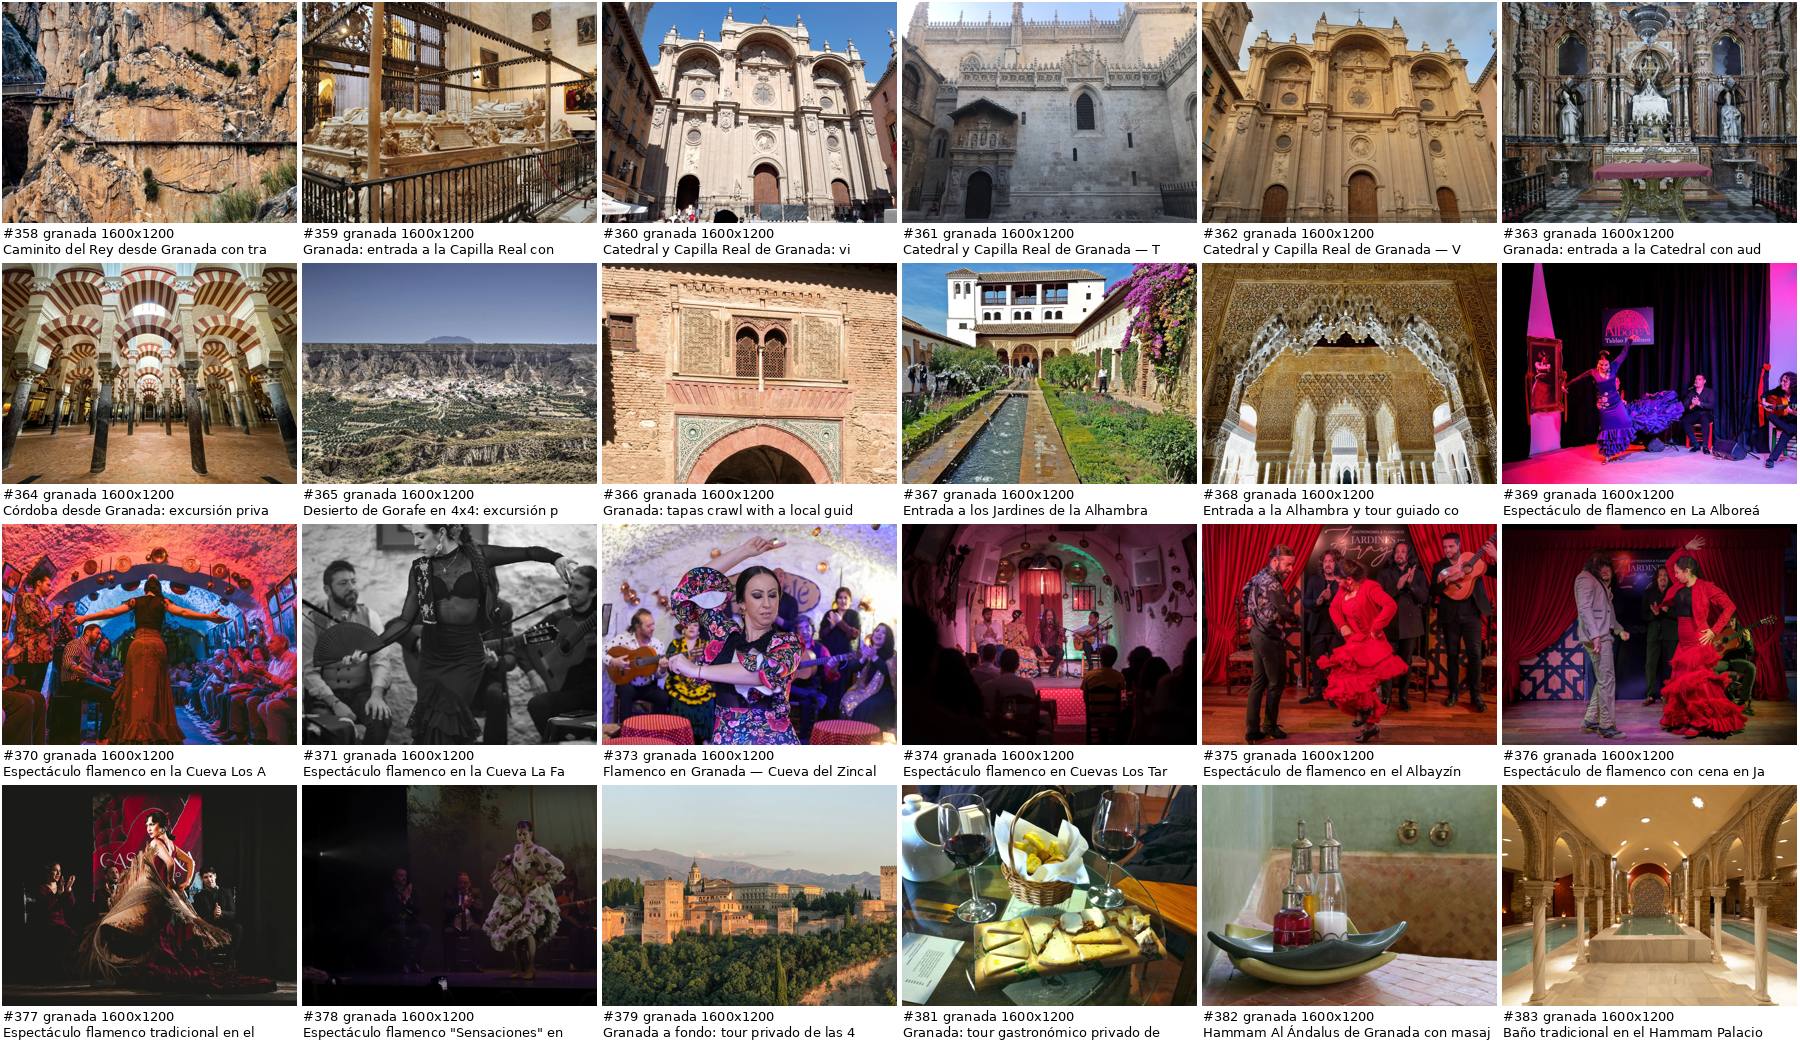 #358 granada 1600x1200
Caminito del Rey desde Granada con tra
#359 granada 1600x1200
Granada: entrada a la Capilla Real con
#360 granada 1600x1200
Catedral y Capilla Real de Granada: vi
#361 granada 1600x1200
Catedral y Capilla Real de Granada — T
#362 granada 1600x1200
Catedral y Capilla Real de Granada — V
#363 granada 1600x1200
Granada: entrada a la Catedral con aud
#364 granada 1600x1200
Córdoba desde Granada: excursión priva
#365 granada 1600x1200
Desierto de Gorafe en 4x4: excursión p
#366 granada 1600x1200
Granada: tapas crawl with a local guid
#367 granada 1600x1200
Entrada a los Jardines de la Alhambra
#368 granada 1600x1200
Entrada a la Alhambra y tour guiado co
#369 granada 1600x1200
Espectáculo de flamenco en La Alboreá
#370 granada 1600x1200
Espectáculo flamenco en la Cueva Los A
#371 granada 1600x1200
Espectáculo flamenco en la Cueva La Fa
#373 granada 1600x1200
Flamenco en Granada — Cueva del Zincal
#374 granada 1600x1200
Espectáculo flamenco en Cuevas Los Tar
JARDINES
#375 granada 1600x1200
Espectáculo de flamenco en el Albayzín
JARDINES
#376 granada 1600x1200
Espectáculo de flamenco con cena en Ja
#377 granada 1600x1200
Espectáculo flamenco tradicional en el
#378 granada 1600x1200
Espectáculo flamenco "Sensaciones" en
#379 granada 1600x1200
Granada a fondo: tour privado de las 4
#381 granada 1600x1200
Granada: tour gastronómico privado de
#382 granada 1600x1200
Hammam Al Ándalus de Granada con masaj
#383 granada 1600x1200
Baño tradicional en el Hammam Palacio